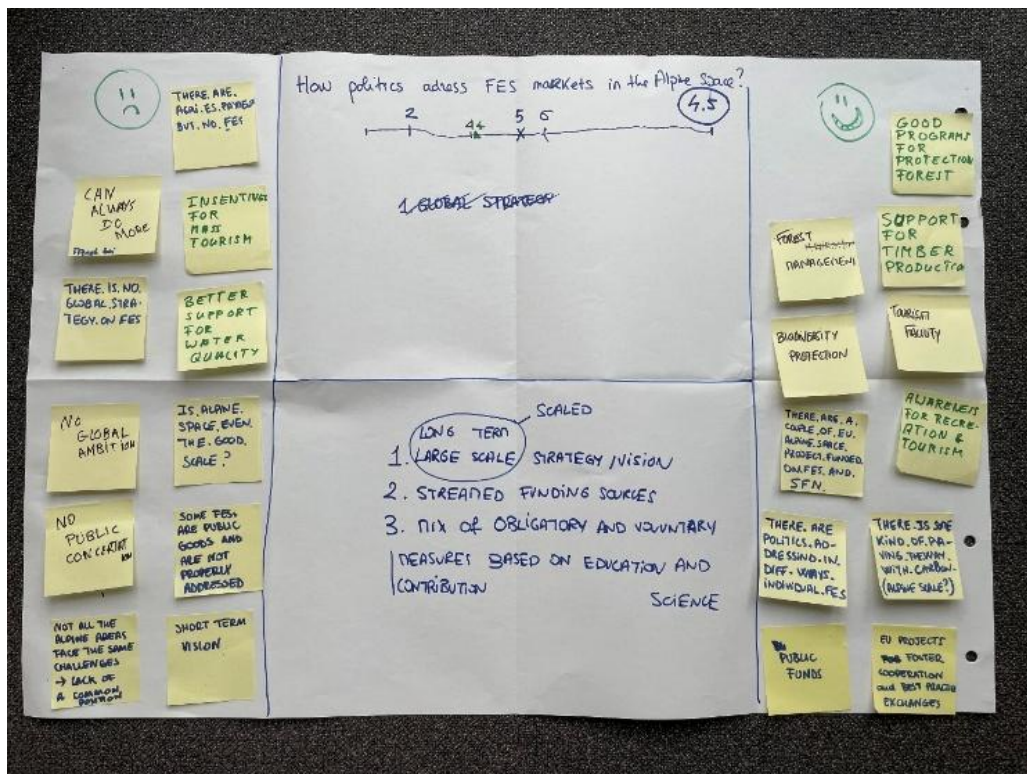 THERE. ARE.
AGRI. ES. PAYMENT
BUT. NO. FES
CAN
ALWAYS
DO
MORE
INSENTINGS
FOR
MASS
TOURISM
THERE. IS. NO.
GLOBAL. STRA-
TEGY. ON FES
BETTER
SUPPORT
FOR
WATER
QUALITY
NO
GLOBAL
AMBITION
IS. ALPINE.
SPACE. EVEN.
THE. GOOD.
SCALE?
NO
PUBLIC
CONCERTATION
SOME FESs
ARE PUBLIC
GOODS AND
ARE NOT
PROPERLY
ADDRESSED
NOT ALL THE
ALPINE AREAS
FACE THE SAME
CHALLENGES
→ LACK OF
A COMMON
POSITION
SHORT TERM
VISION
How politics adress FES markets in the Alpine Space?
4.5
2 4 4 5 6
1 GLOBAL STRATEGY
SCALED
LONG TERM
1. LARGE SCALE STRATEGY/VISION
2. STREAMED FUNDING SOURCES
3. MIX OF OBLIGATORY AND VOLUNTARY
MEASURES BASED ON EDUCATION AND
CONTRIBUTION
SCIENCE
GOOD
PROGRAMS
FOR
PROTECTION
FOREST
FOREST
MANAGEMENT
SUPPORT
FOR
TIMBER
PRODUCTION
BIODIVERSITY
PROTECTION
TOURISM
FACILITY
THERE. ARE. A.
COUPLE. OF. EU.
ALPINE. SPACE.
PROJECT. FUNDED.
ON. FES. AND.
SFN.
AWARENESS
FOR RECRE-
ATION &
TOURISM
THERE. ARE
POLITICS. AD-
DRESSING. IN.
DIFF. WAYS.
INDIVIDUAL. FES
THERE. IS. SOME
KIND. OF. PA-
VING. THE WAY.
WITH. CARBON.
(ALPINE SCALE?)
PUBLIC
FUNDS
EU PROJECTS
FOSTER
COOPERATION
and BEST PRACTICE
EXCHANGES